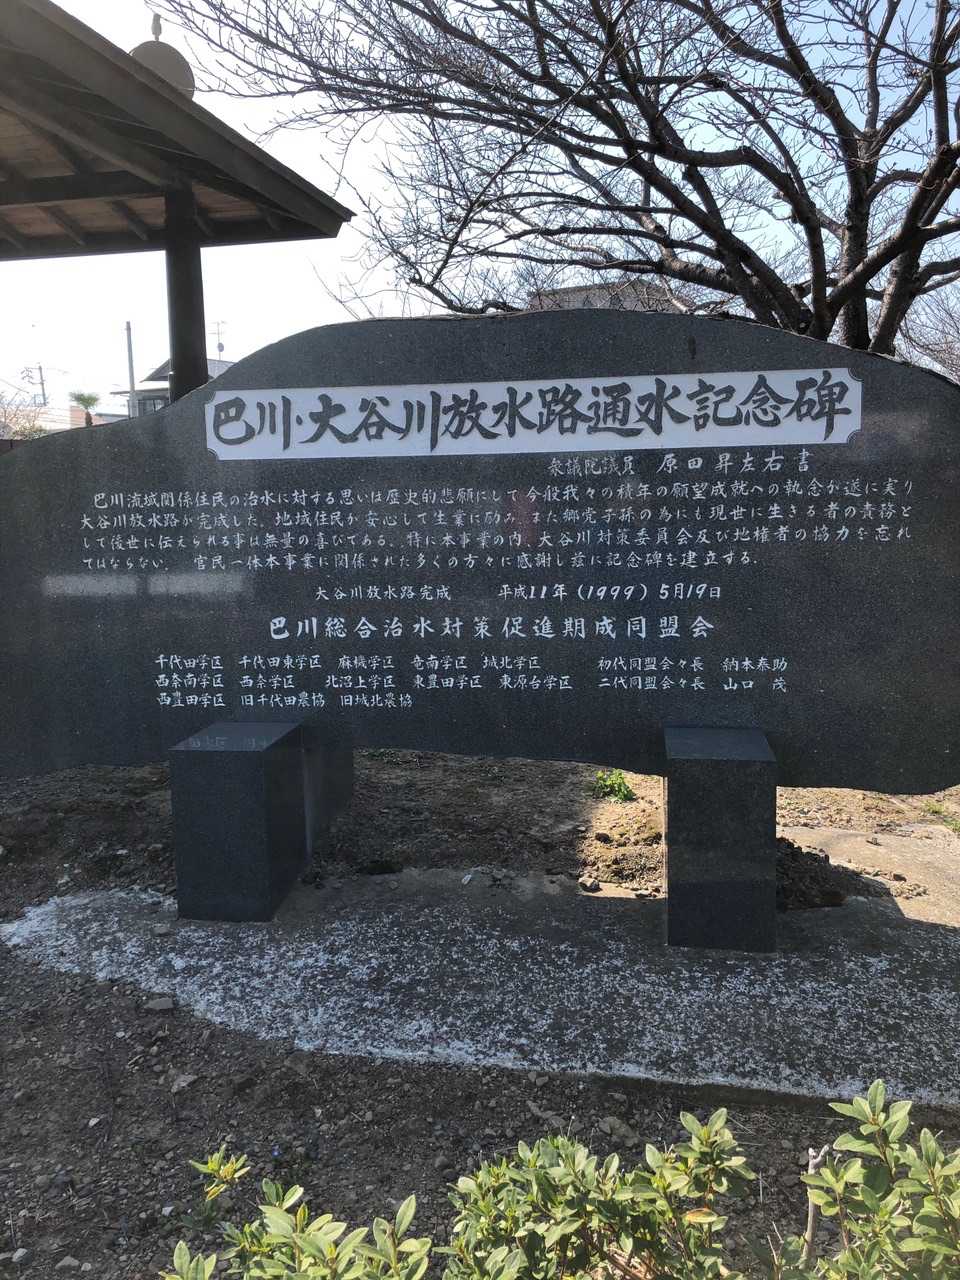 巴川・大谷川放水路通水記念碑
衆議院議員 原田昇左右書
巴川流域関係住民の治水に対する思いは歴史的悲願にして今般我々の積年の願望成就への執念が遂に実り
大谷川放水路が完成した。地域住民が安心して生業に励み、また郷党子孫の為にも現世に生きる者の責務と
して後世に伝えられる事は無量の喜びである。特に本事業の内、大谷川対策委員会及び地権者の協力を忘れ
てはならない。 官民一体本事業に関係された多くの方々に感謝し茲に記念碑を建立する。
大谷川放水路完成 平成11年(1999)5月19日
巴川総合治水対策促進期成同盟会
千代田学区 千代田東学区 麻機学区 竜南学区 城北学区 初代同盟会々長 納本泰助
西奈南学区 西奈学区 北沼上学区 東豊田学区 東源台学区 二代同盟会々長 山口 茂
西豊田学区 旧千代田農協 旧城北農協